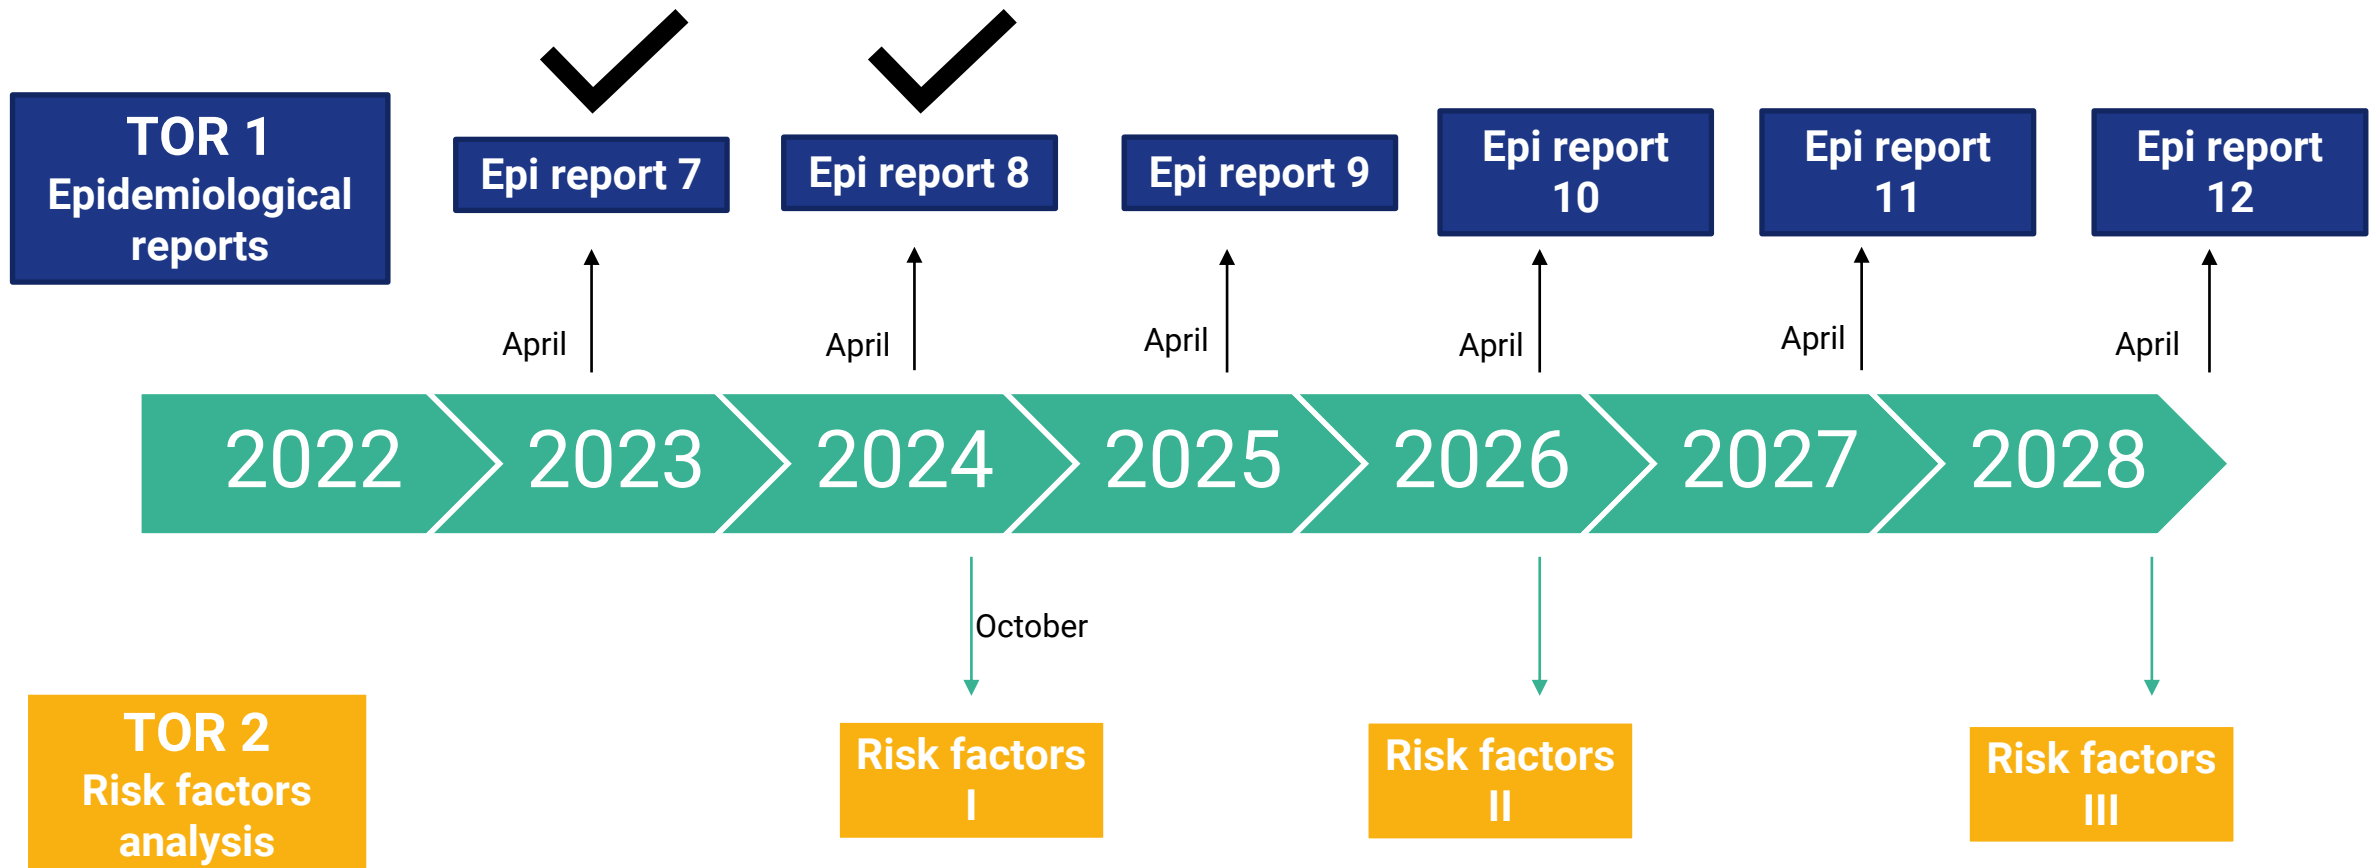 TOR 1
Epidemiological
reports
Epi report 7
Epi report 8
Epi report 9
Epi report
10
Epi report
11
Epi report
12
April
April
April
April
April
April
2022
2023
2024
2025
2026
2027
2028
October
TOR 2
Risk factors
analysis
Risk factors
I
Risk factors
II
Risk factors
III